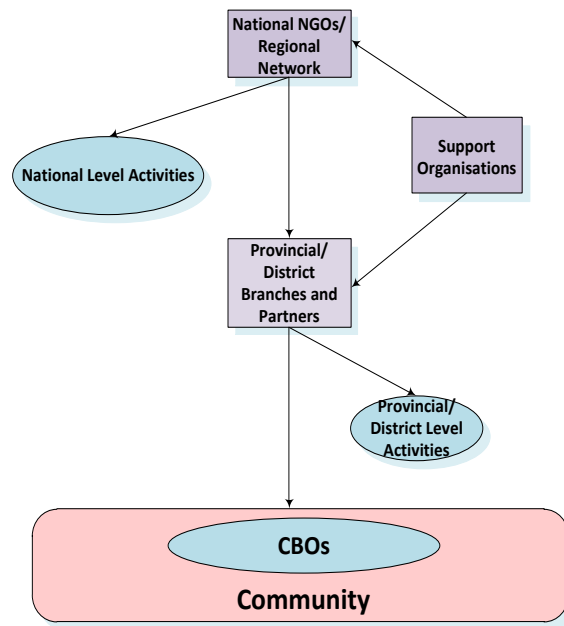 National NGOs/
Regional
Network
National Level Activities
Support
Organisations
Provincial/
District
Branches and
Partners
Provincial/
District Level
Activities
CBOs
Community